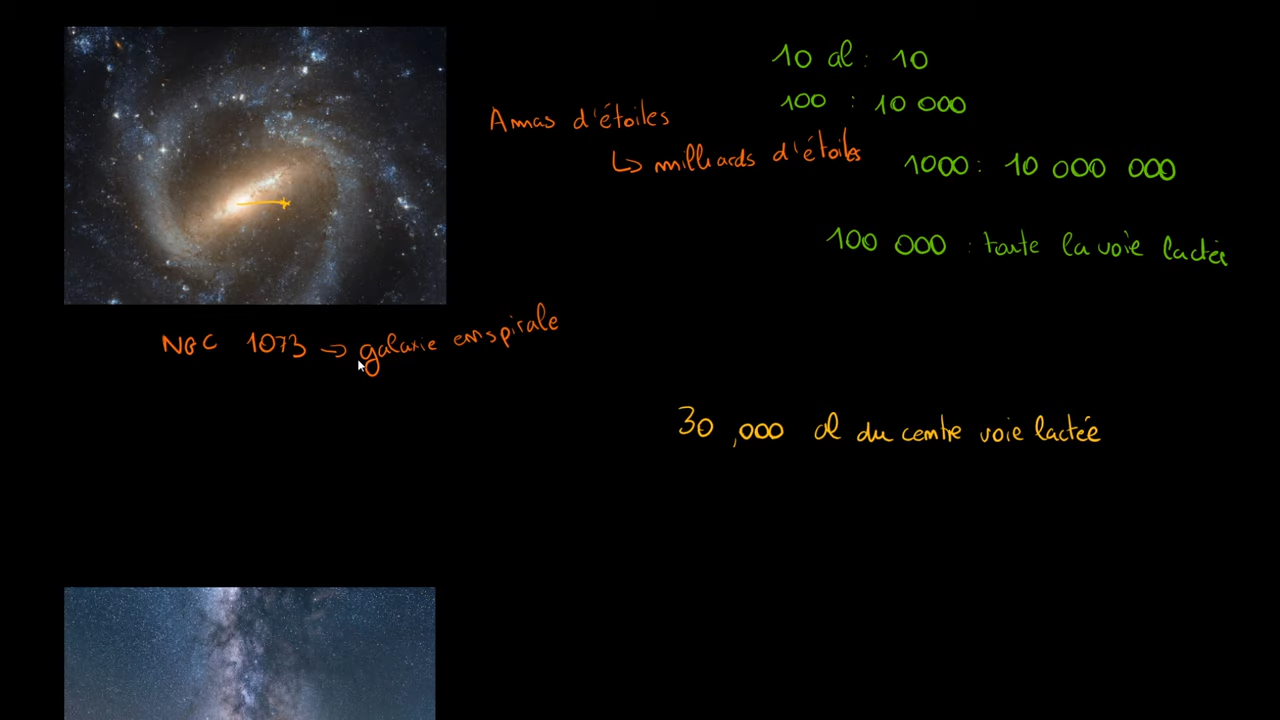 10 al : 10
100 : 10 000
Amas d'étoiles
↳ milliards d'étoiles
1000 : 10 000 000
100 000 : toute la voie lactée
NGC 1073 → galaxie en spirale
30,000 al du centre voie lactée